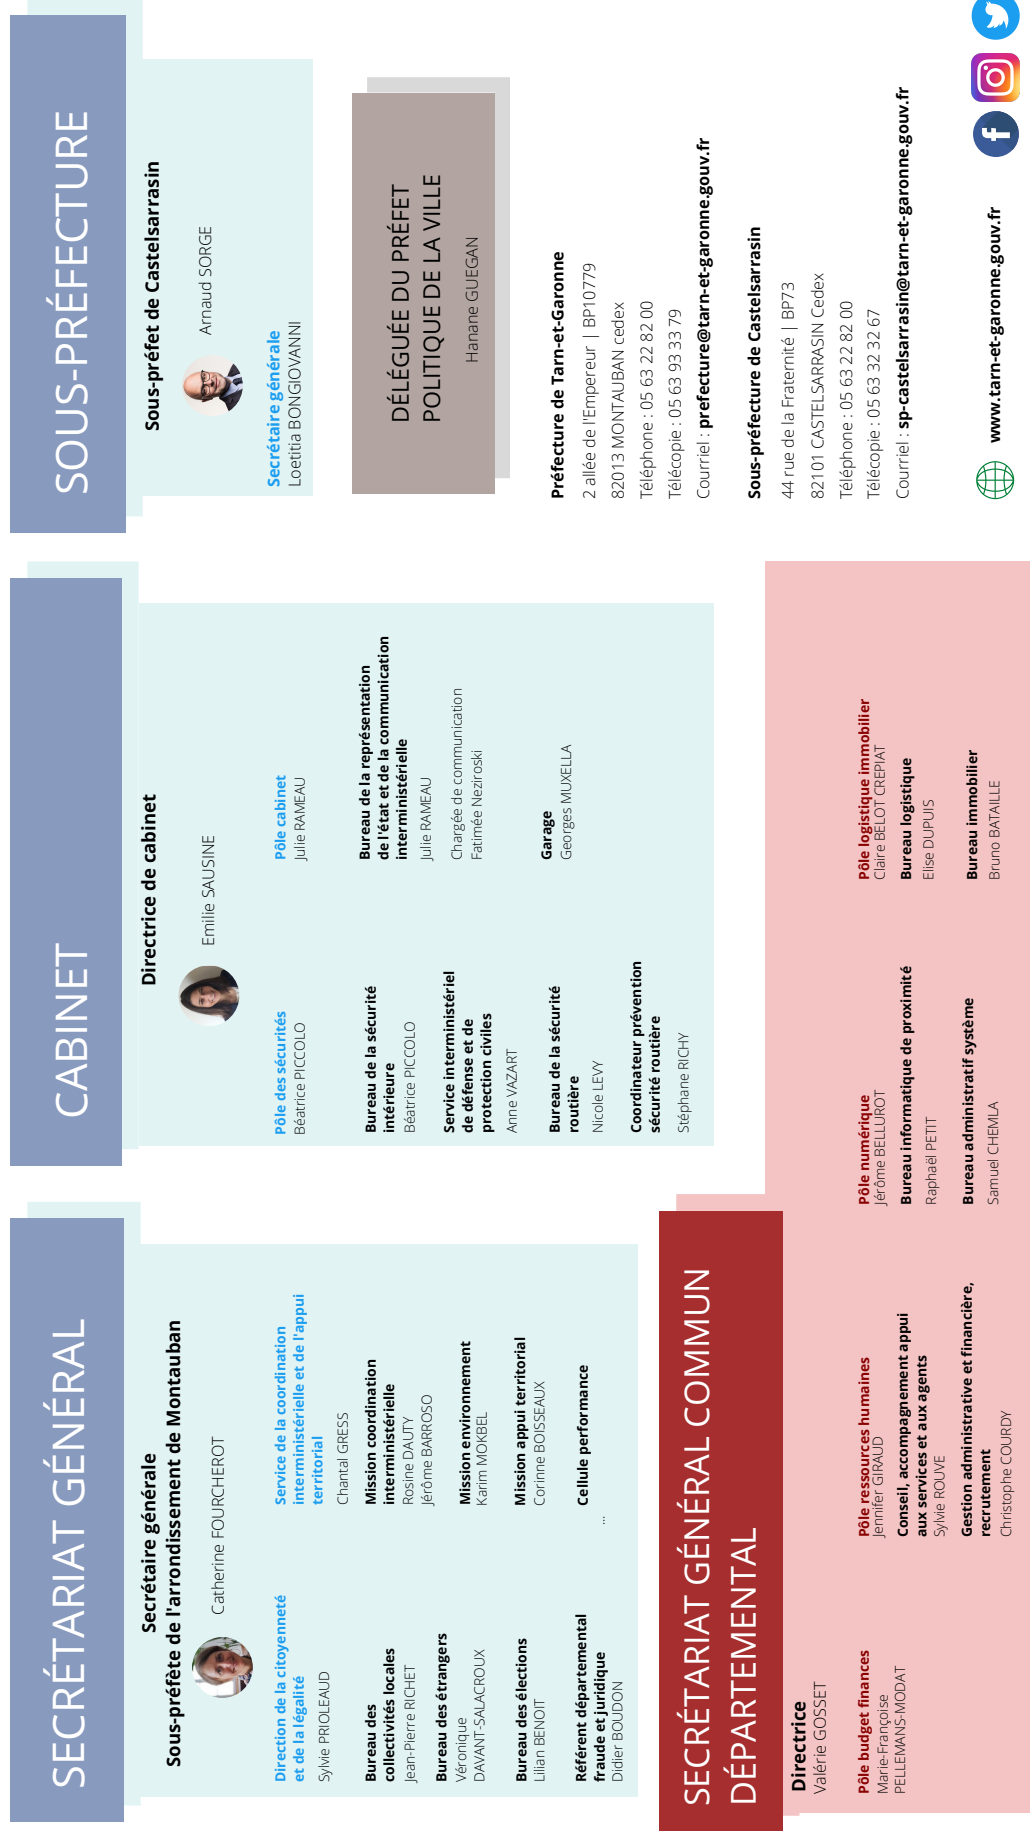 SECRÉTARIAT GÉNÉRAL
Secrétaire générale
Sous-préfète de l'arrondissement de Montauban
Catherine FOURCHEROT
Direction de la citoyenneté
et de la légalité
Sylvie PRIOLEAUD
Bureau des
collectivités locales
Jean-Pierre RICHET
Bureau des étrangers
Véronique
DAVANT-SALACROUX
Bureau des élections
Lilian BENOIT
Référent départemental
fraude et juridique
Didier BOUDON
Service de la coordination
interministérielle et de l'appui
territorial
Chantal GRESS
Mission coordination
interministérielle
Rosine DAUTY
Jérôme BARROSO
Mission environnement
Karim MOKBEL
Mission appui territorial
Corinne BOISSEAUX
Cellule performance
...
CABINET
Directrice de cabinet
Emilie SAUSINE
Pôle des sécurités
Béatrice PICCOLO
Bureau de la sécurité
intérieure
Béatrice PICCOLO
Service interministériel
de défense et de
protection civiles
Anne VAZART
Bureau de la sécurité
routière
Nicole LEVY
Coordinateur prévention
sécurité routière
Stéphane RICHY
Pôle cabinet
Julie RAMEAU
Bureau de la représentation
de l'état et de la communication
interministérielle
Julie RAMEAU
Chargée de communication
Fatimée Neziroski
Garage
Georges MUXELLA
SOUS-PRÉFECTURE
Sous-préfet de Castelsarrasin
Arnaud SORGE
Secrétaire générale
Loetitia BONGIOVANNI
DÉLÉGUÉE DU PRÉFET
POLITIQUE DE LA VILLE
Hanane GUEGAN
Préfecture de Tarn-et-Garonne
2 allée de l'Empereur | BP10779
82013 MONTAUBAN cedex
Téléphone : 05 63 22 82 00
Télécopie : 05 63 93 33 79
Courriel : prefecture@tarn-et-garonne.gouv.fr
Sous-préfecture de Castelsarrasin
44 rue de la Fraternité | BP73
82101 CASTELSARRASIN Cedex
Téléphone : 05 63 22 82 00
Télécopie : 05 63 32 32 67
Courriel : sp-castelsarrasin@tarn-et-garonne.gouv.fr
www.tarn-et-garonne.gouv.fr
SECRÉTARIAT GÉNÉRAL COMMUN
DÉPARTEMENTAL
Directrice
Valérie GOSSET
Pôle budget finances
Marie-Françoise
PELLEMANS-MODAT
Pôle ressources humaines
Jennifer GIRAUD
Conseil, accompagnement appui
aux services et aux agents
Sylvie ROUVE
Gestion administrative et financière,
recrutement
Christophe COURDY
Pôle numérique
Jérôme BELLUROT
Bureau informatique de proximité
Raphaël PETIT
Bureau administratif système
Samuel CHEMLA
Pôle logistique immobilier
Claire BELOT CREPIAT
Bureau logistique
Elise DUPUIS
Bureau immobilier
Bruno BATAILLE